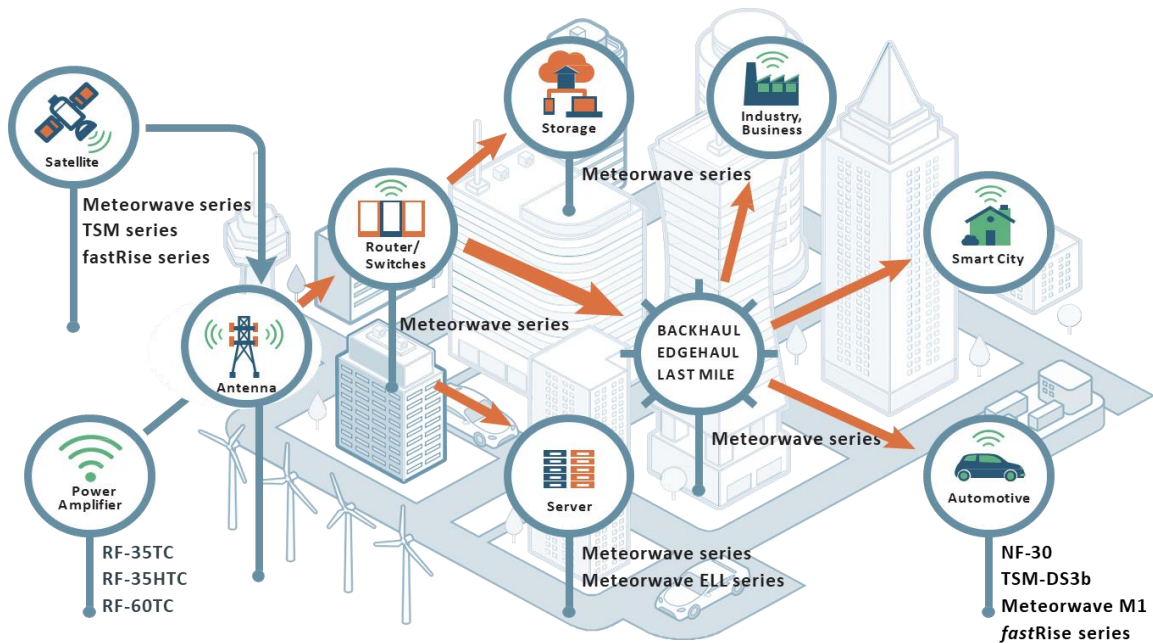 Satellite
Meteorwave series
TSM series
fastRise series
Storage
Meteorwave series
Industry,
Business
Router/
Switches
Meteorwave series
Smart City
Antenna
BACKHAUL
EDGEHAUL
LAST MILE
Meteorwave series
Power
Amplifier
RF-35TC
RF-35HTC
RF-60TC
Server
Meteorwave series
Meteorwave ELL series
Automotive
NF-30
TSM-DS3b
Meteorwave M1
fastRise series